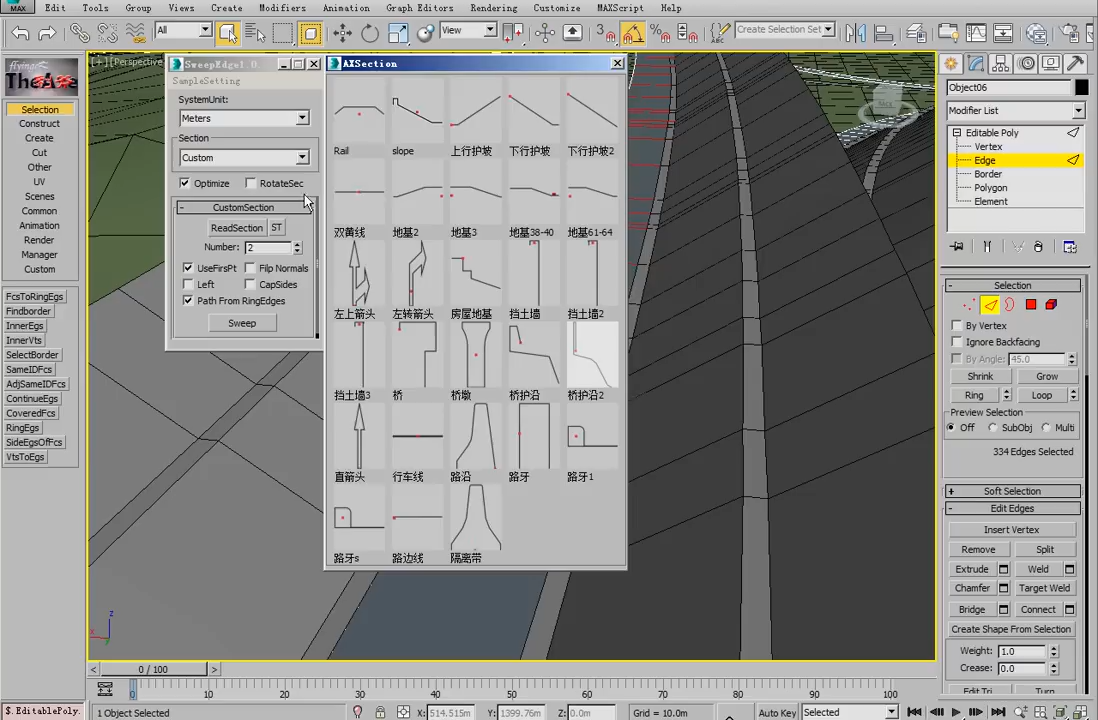 MAX
Edit
Tools
Group
Views
Create
Modifiers
Animation
Graph Editors
Rendering
Customize
MAXScript
Help
All
View
Create Selection Set
flying
TheAxe
Selection
Construct
Create
Cut
Other
UV
Scenes
Common
Animation
Render
Manager
Custom
FcsToRingEgs
Findborder
InnerEgs
InnerVts
SelectBorder
SameIDFcs
AdjSameIDFcs
ContinueEgs
CoveredFcs
RingEgs
SideEgsOfFcs
VtsToEgs
[+] [Perspective
SweepEdge1.0.
SampleSetting
SystemUnit:
Meters
Section
Custom
Optimize
RotateSec
- CustomSection
ReadSection
ST
Number: 2
UseFirsPt
Filp Normals
Left
CapSides
Path From RingEdges
Sweep
AXSection
Rail
slope
上行护坡
下行护坡
下行护坡2
双黄线
地基2
地基3
地基38-40
地基61-64
左上箭头
左转箭头
房屋地基
挡土墙
挡土墙2
挡土墙3
桥
桥墩
桥护沿
桥护沿2
直箭头
行车线
路沿
路牙
路牙1
路牙s
路边线
隔离带
z
x
Object06
Modifier List
Editable Poly
Vertex
Edge
Border
Polygon
Element
- Selection
By Vertex
Ignore Backfacing
By Angle: 45.0
Shrink
Grow
Ring
Loop
Preview Selection
Off
SubObj
Multi
334 Edges Selected
+ Soft Selection
- Edit Edges
Insert Vertex
Remove
Split
Extrude
Weld
Chamfer
Target Weld
Bridge
Connect
Create Shape From Selection
Weight: 1.0
Crease: 0.0
Edit Tri.
Turn
< 0 / 100 >
0 10 20 30 40 50 60 70 80 90 100
$.EditablePoly.
1 Object Selected
X: 514.515m
Y: 1399.76m
Z: 0.0m
Grid = 10.0m
Auto Key
Selected